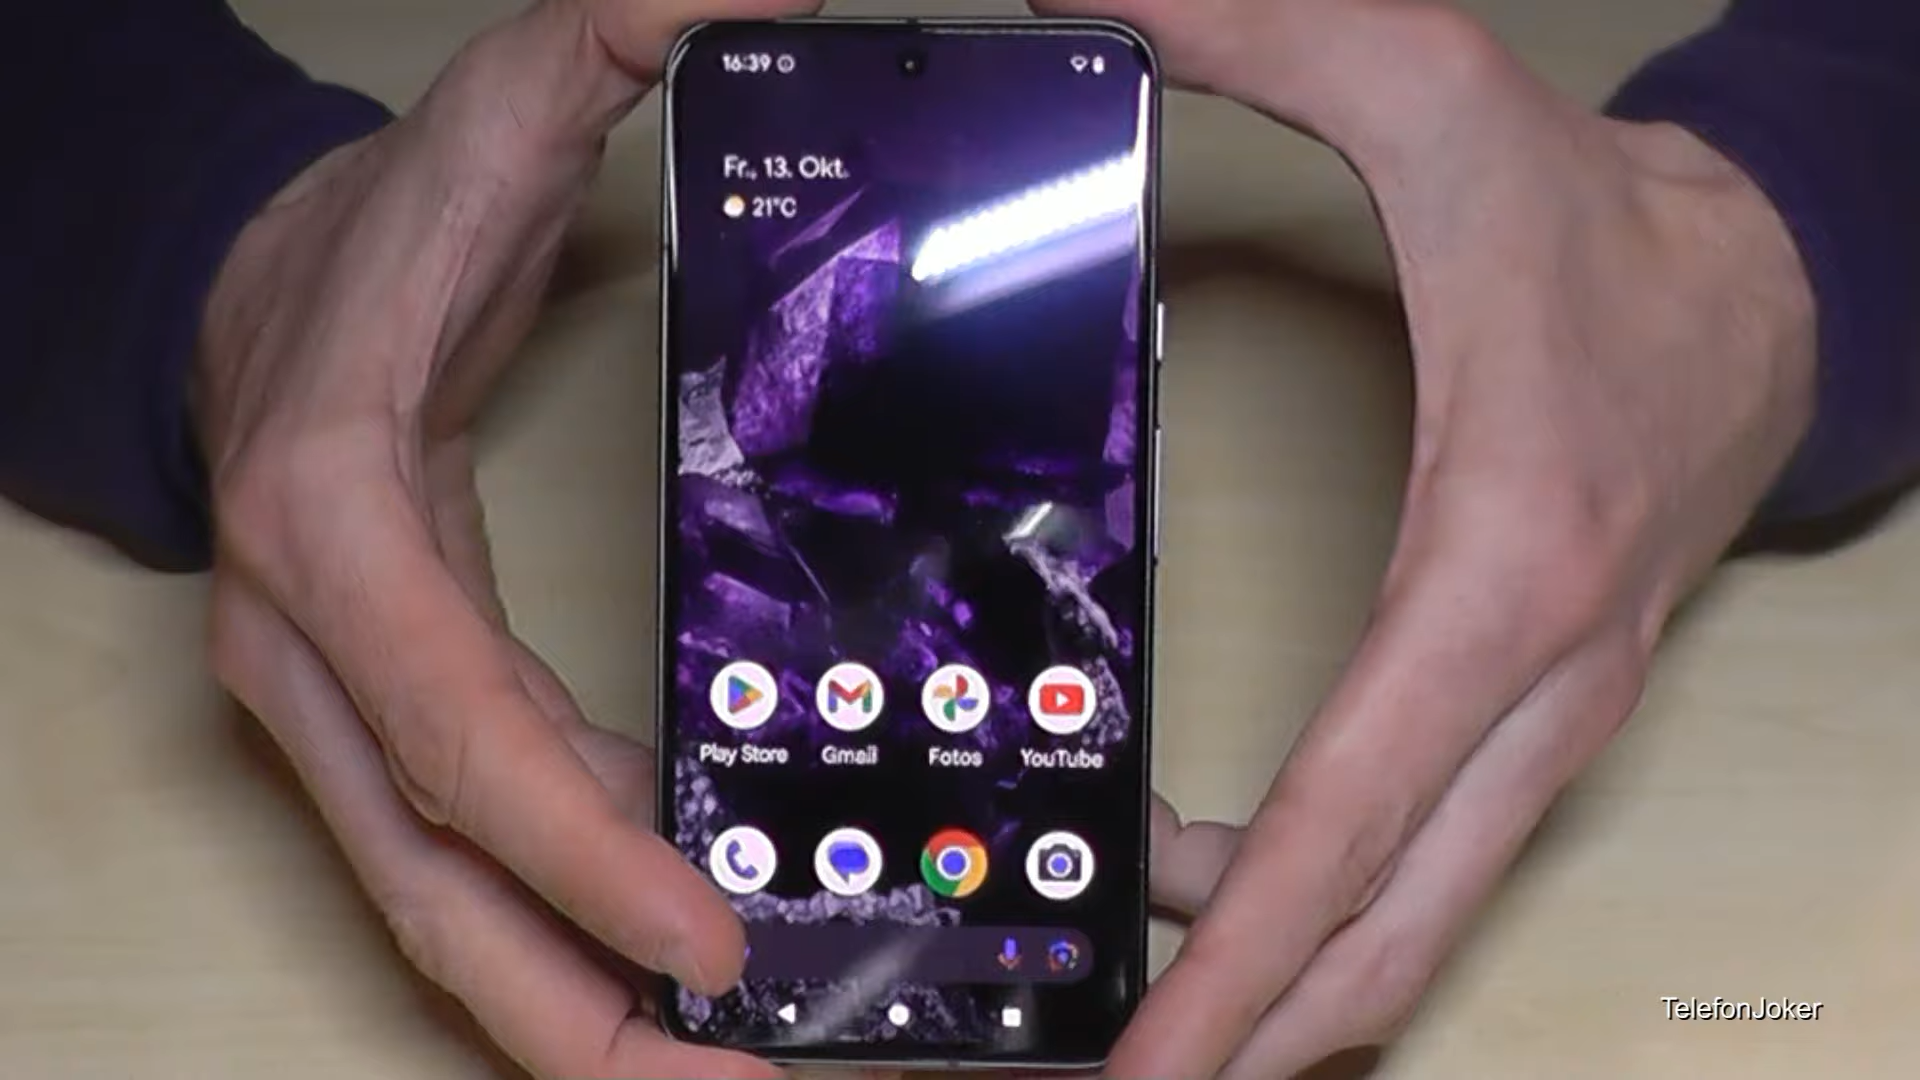 16:39
Fr., 13. Okt.
21°C
Play Store
Gmail
Fotos
YouTube
TelefonJoker